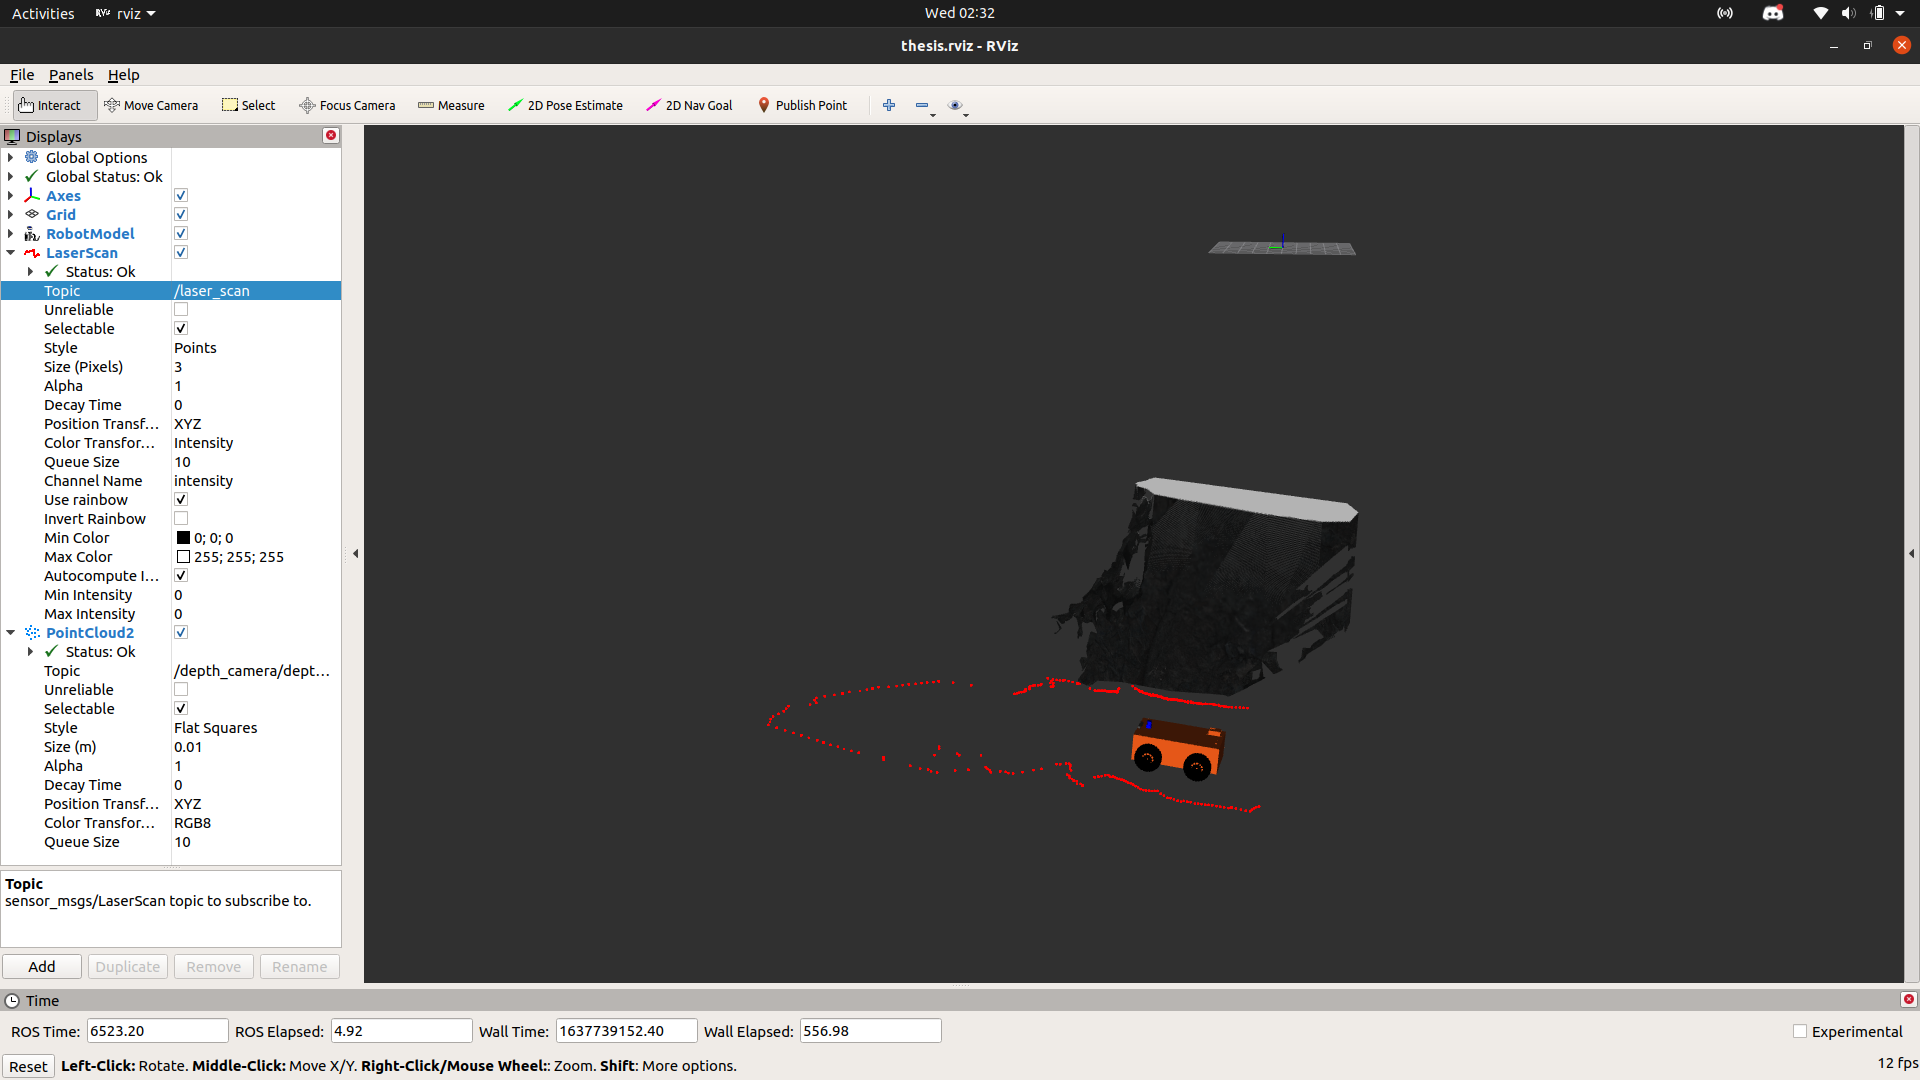 Activities RViz rviz Wed 02:32
thesis.rviz - RViz
File Panels Help
Interact Move Camera Select Focus Camera Measure 2D Pose Estimate 2D Nav Goal Publish Point
Displays
Global Options
Global Status: Ok
Axes
Grid
RobotModel
LaserScan
Status: Ok
Topic /laser_scan
Unreliable
Selectable
Style Points
Size (Pixels) 3
Alpha 1
Decay Time 0
Position Transf... XYZ
Color Transfor... Intensity
Queue Size 10
Channel Name intensity
Use rainbow
Invert Rainbow
Min Color 0; 0; 0
Max Color 255; 255; 255
Autocompute I...
Min Intensity 0
Max Intensity 0
PointCloud2
Status: Ok
Topic /depth_camera/dept...
Unreliable
Selectable
Style Flat Squares
Size (m) 0.01
Alpha 1
Decay Time 0
Position Transf... XYZ
Color Transfor... RGB8
Queue Size 10
Topic
sensor_msgs/LaserScan topic to subscribe to.
Add Duplicate Remove Rename
Time
ROS Time: 6523.20 ROS Elapsed: 4.92 Wall Time: 1637739152.40 Wall Elapsed: 556.98 Experimental
Reset Left-Click: Rotate. Middle-Click: Move X/Y. Right-Click/Mouse Wheel:: Zoom. Shift: More options. 12 fps